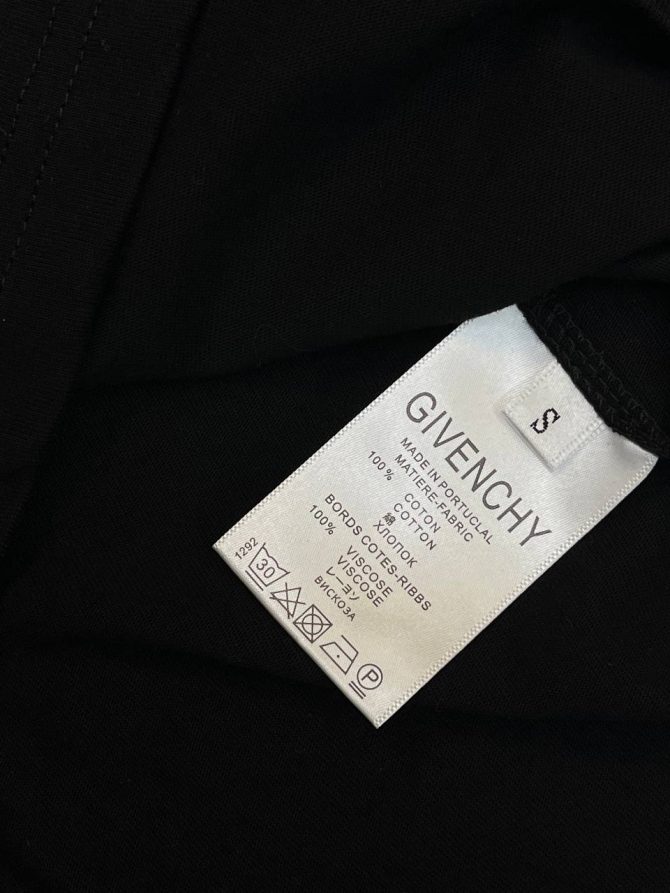 S
GIVENCHY
MADE IN PORTUCLAL
MATIERE-FABRIC
100% COTON
COTTON
綿
ХЛОПОК
BORDS COTES-RIBBS
100% VISCOSE
VISCOSE
レーヨン
ВИСКОЗА
1292
30
P